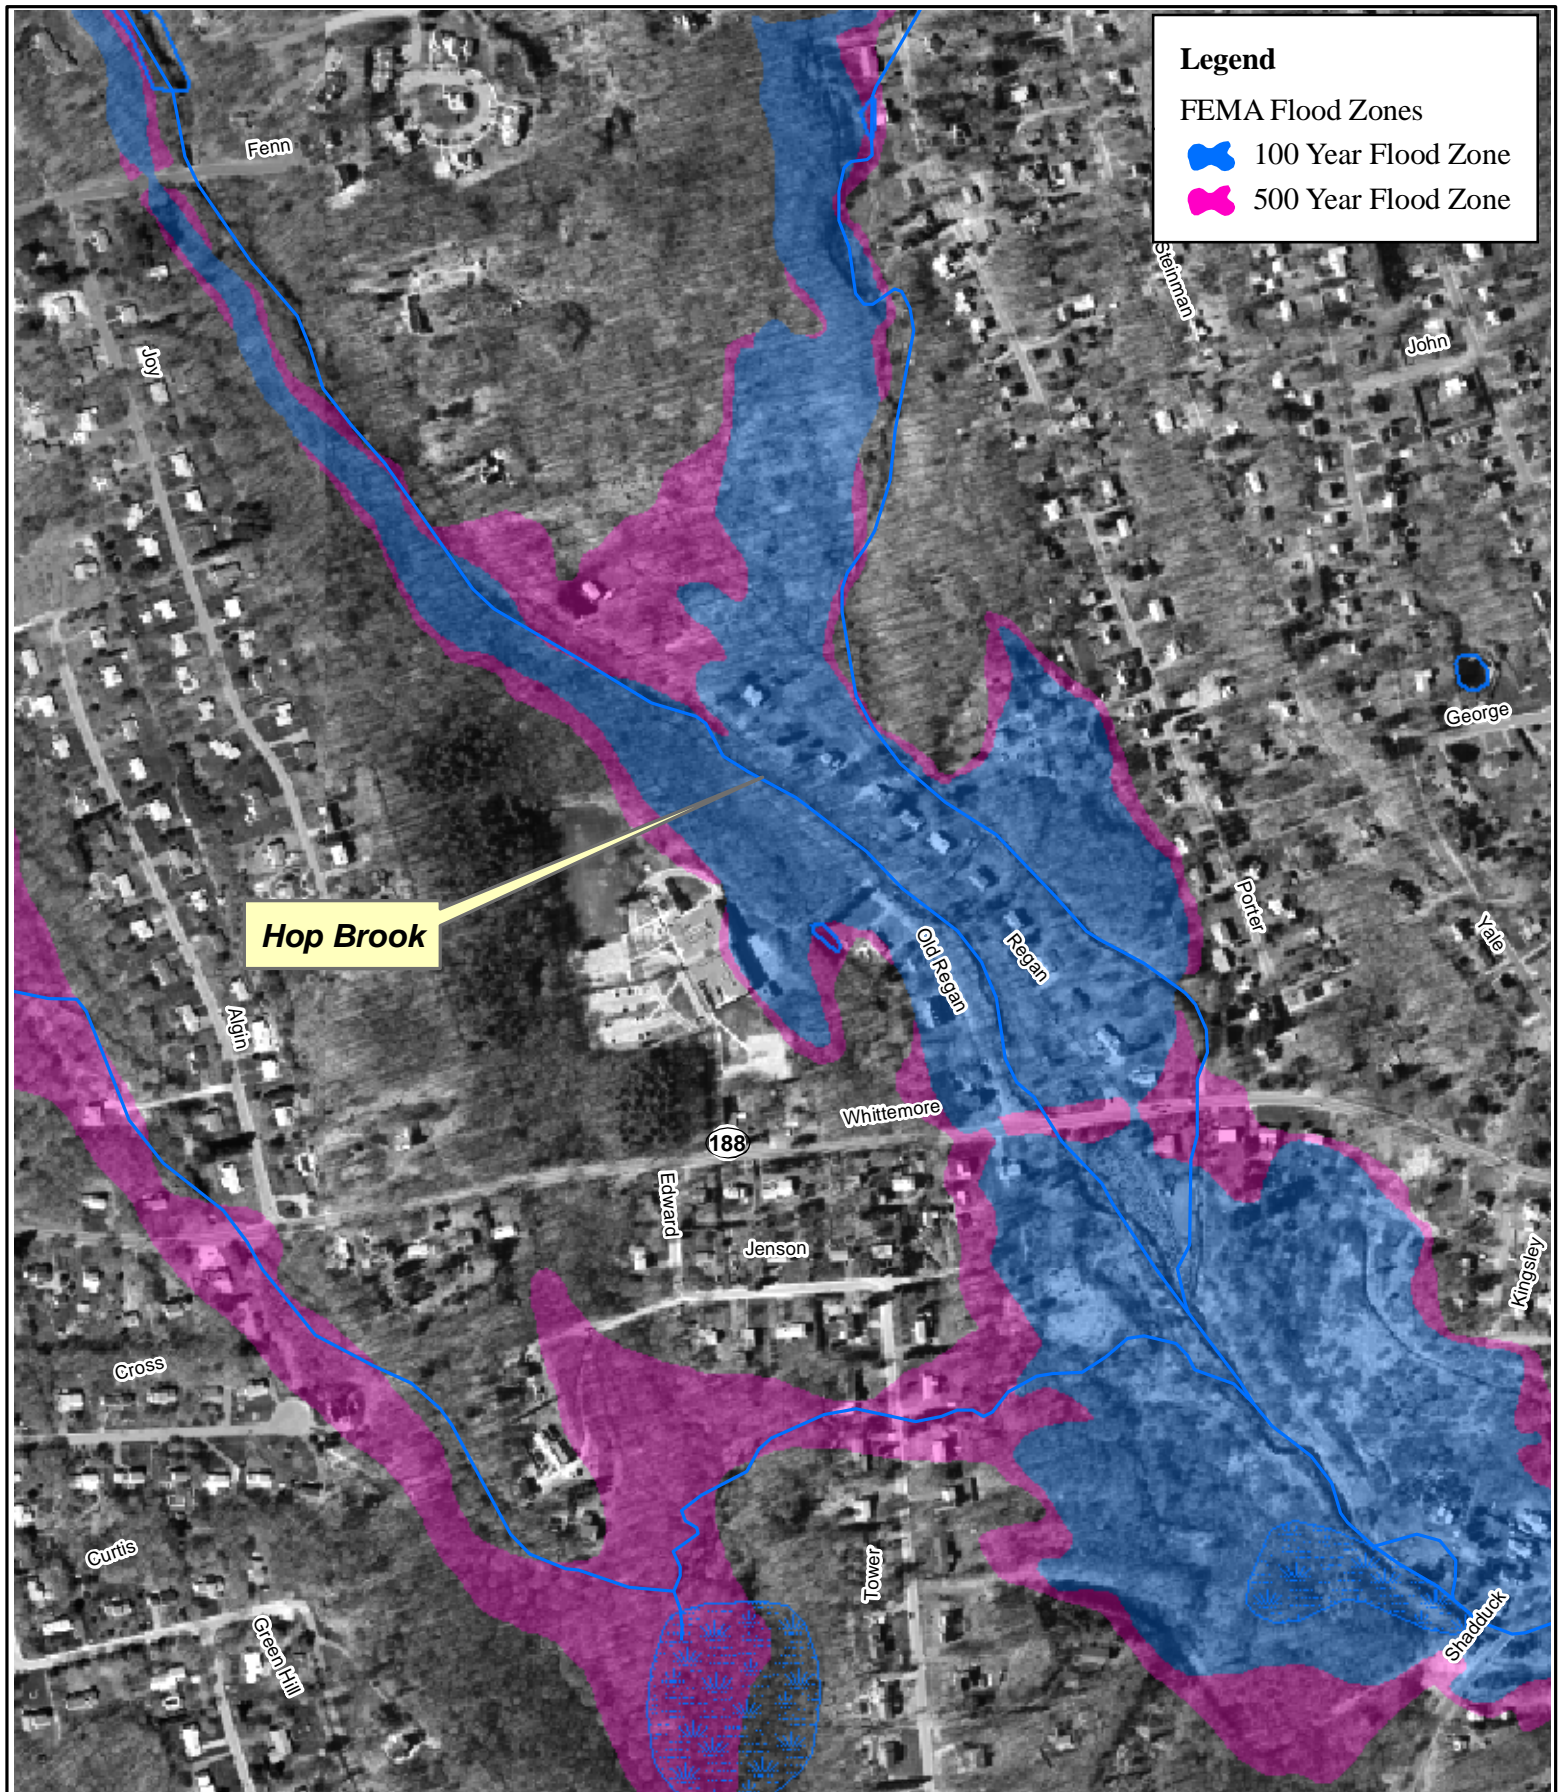 Legend
FEMA Flood Zones
100 Year Flood Zone
500 Year Flood Zone
Fenn
Steinman
John
Joy
George
Porter
Yale
Hop Brook
Old Regan
Regan
Algin
Whittemore
188
Edward
Jenson
Kingsley
Cross
Curtis
Tower
Shadduck
Green Hill